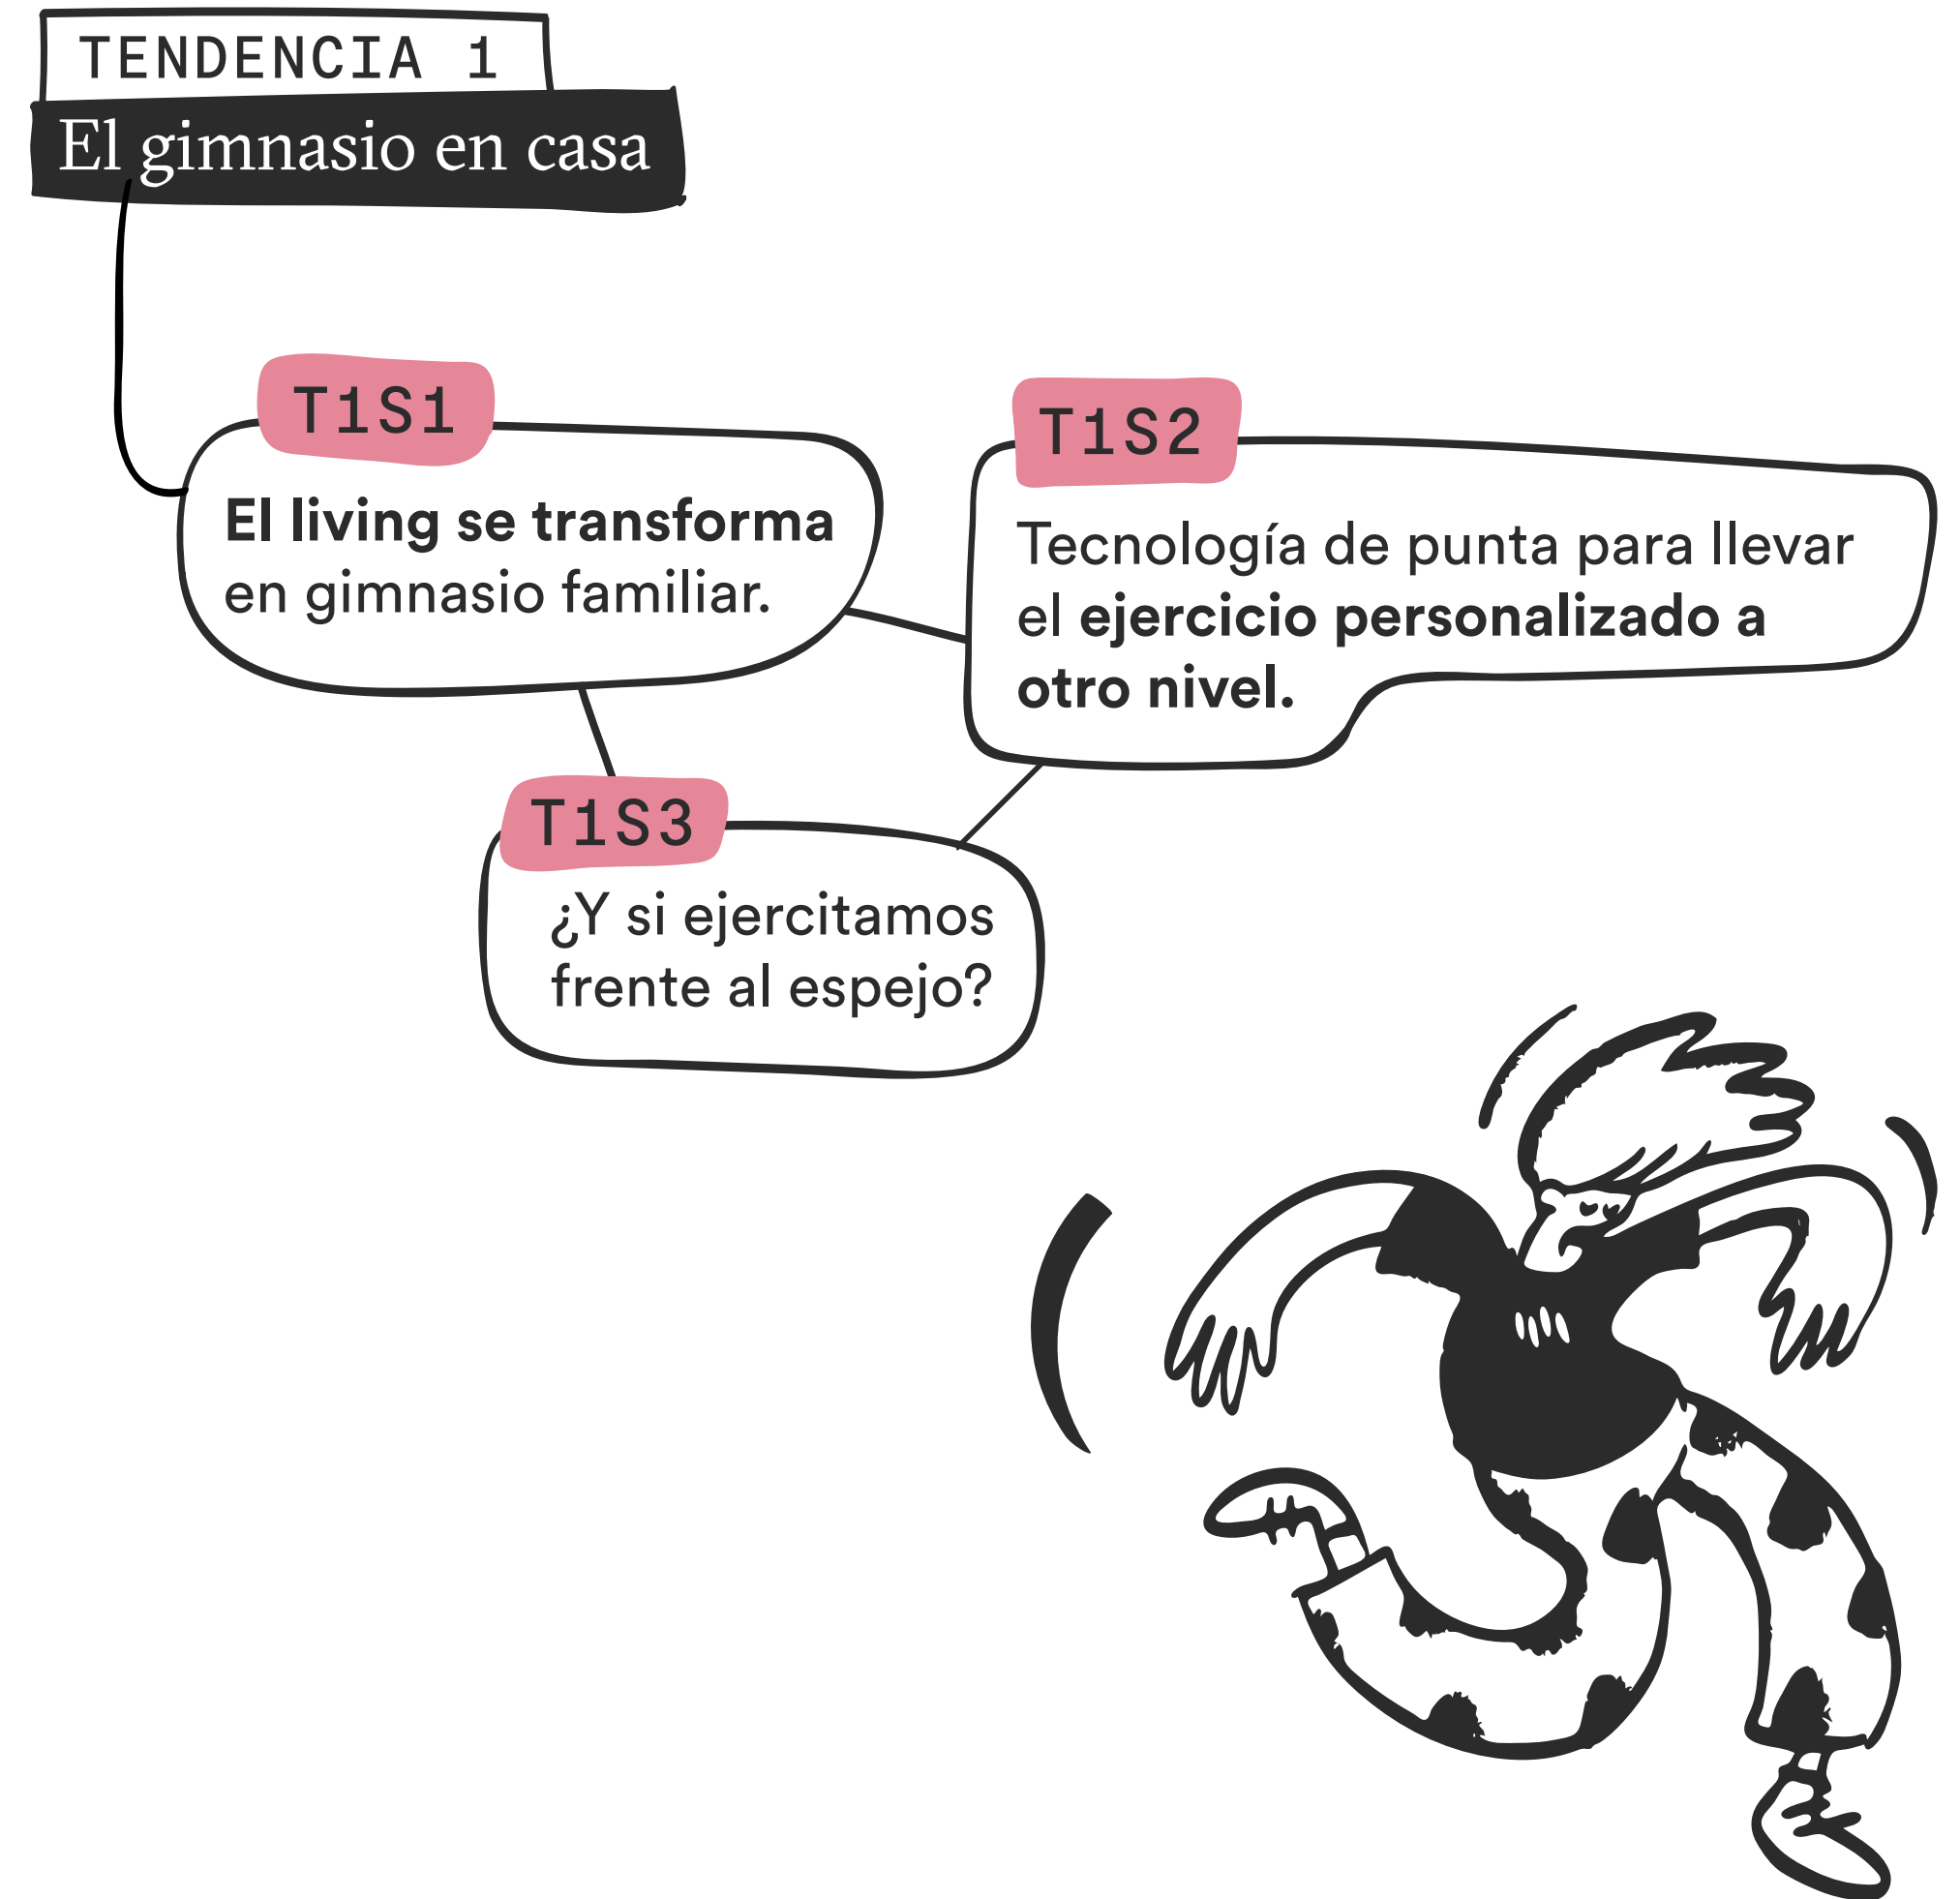 TENDENCIA 1
El gimnasio en casa
T1S1
El living se transforma
en gimnasio familiar.
T1S2
Tecnología de punta para llevar
el ejercicio personalizado a
otro nivel.
T1S3
¿Y si ejercitamos
frente al espejo?